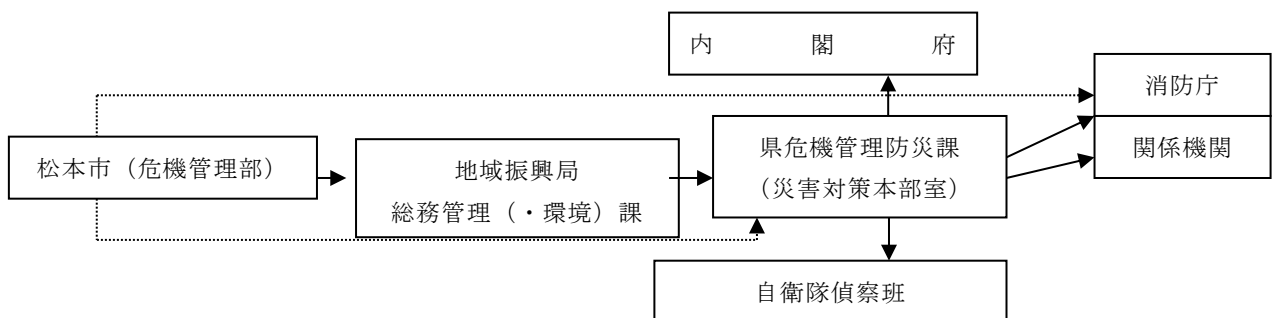 内閣府
消防庁
関係機関
松本市（危機管理部）
地域振興局
総務管理（・環境）課
県危機管理防災課
（災害対策本部室）
自衛隊偵察班